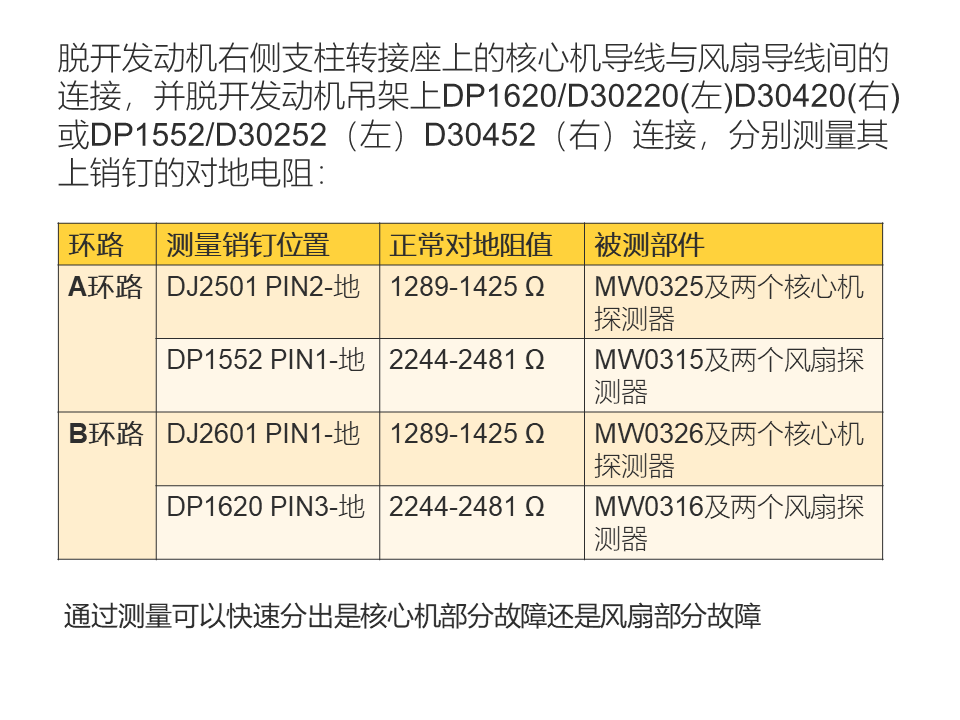 脱开发动机右侧支柱转接座上的核心机导线与风扇导线间的
连接，并脱开发动机吊架上DP1620/D30220(左)D30420(右)
或DP1552/D30252（左）D30452（右）连接，分别测量其
上销钉的对地电阻：
环路 测量销钉位置 正常对地阻值 被测部件
A环路 DJ2501 PIN2-地 1289-1425 Ω MW0325及两个核心机
探测器
DP1552 PIN1-地 2244-2481 Ω MW0315及两个风扇探
测器
B环路 DJ2601 PIN1-地 1289-1425 Ω MW0326及两个核心机
探测器
DP1620 PIN3-地 2244-2481 Ω MW0316及两个风扇探
测器
通过测量可以快速分出是核心机部分故障还是风扇部分故障